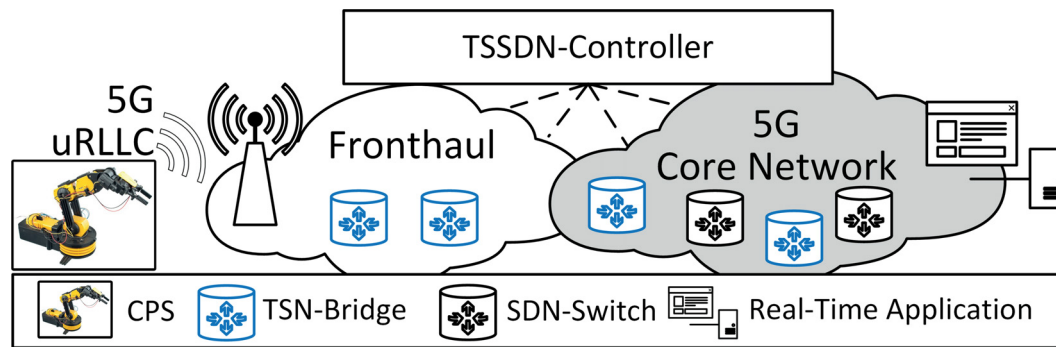 TSSDN-Controller
5G
uRLLC
Fronthaul
5G
Core Network
CPS
TSN-Bridge
SDN-Switch
Real-Time Application